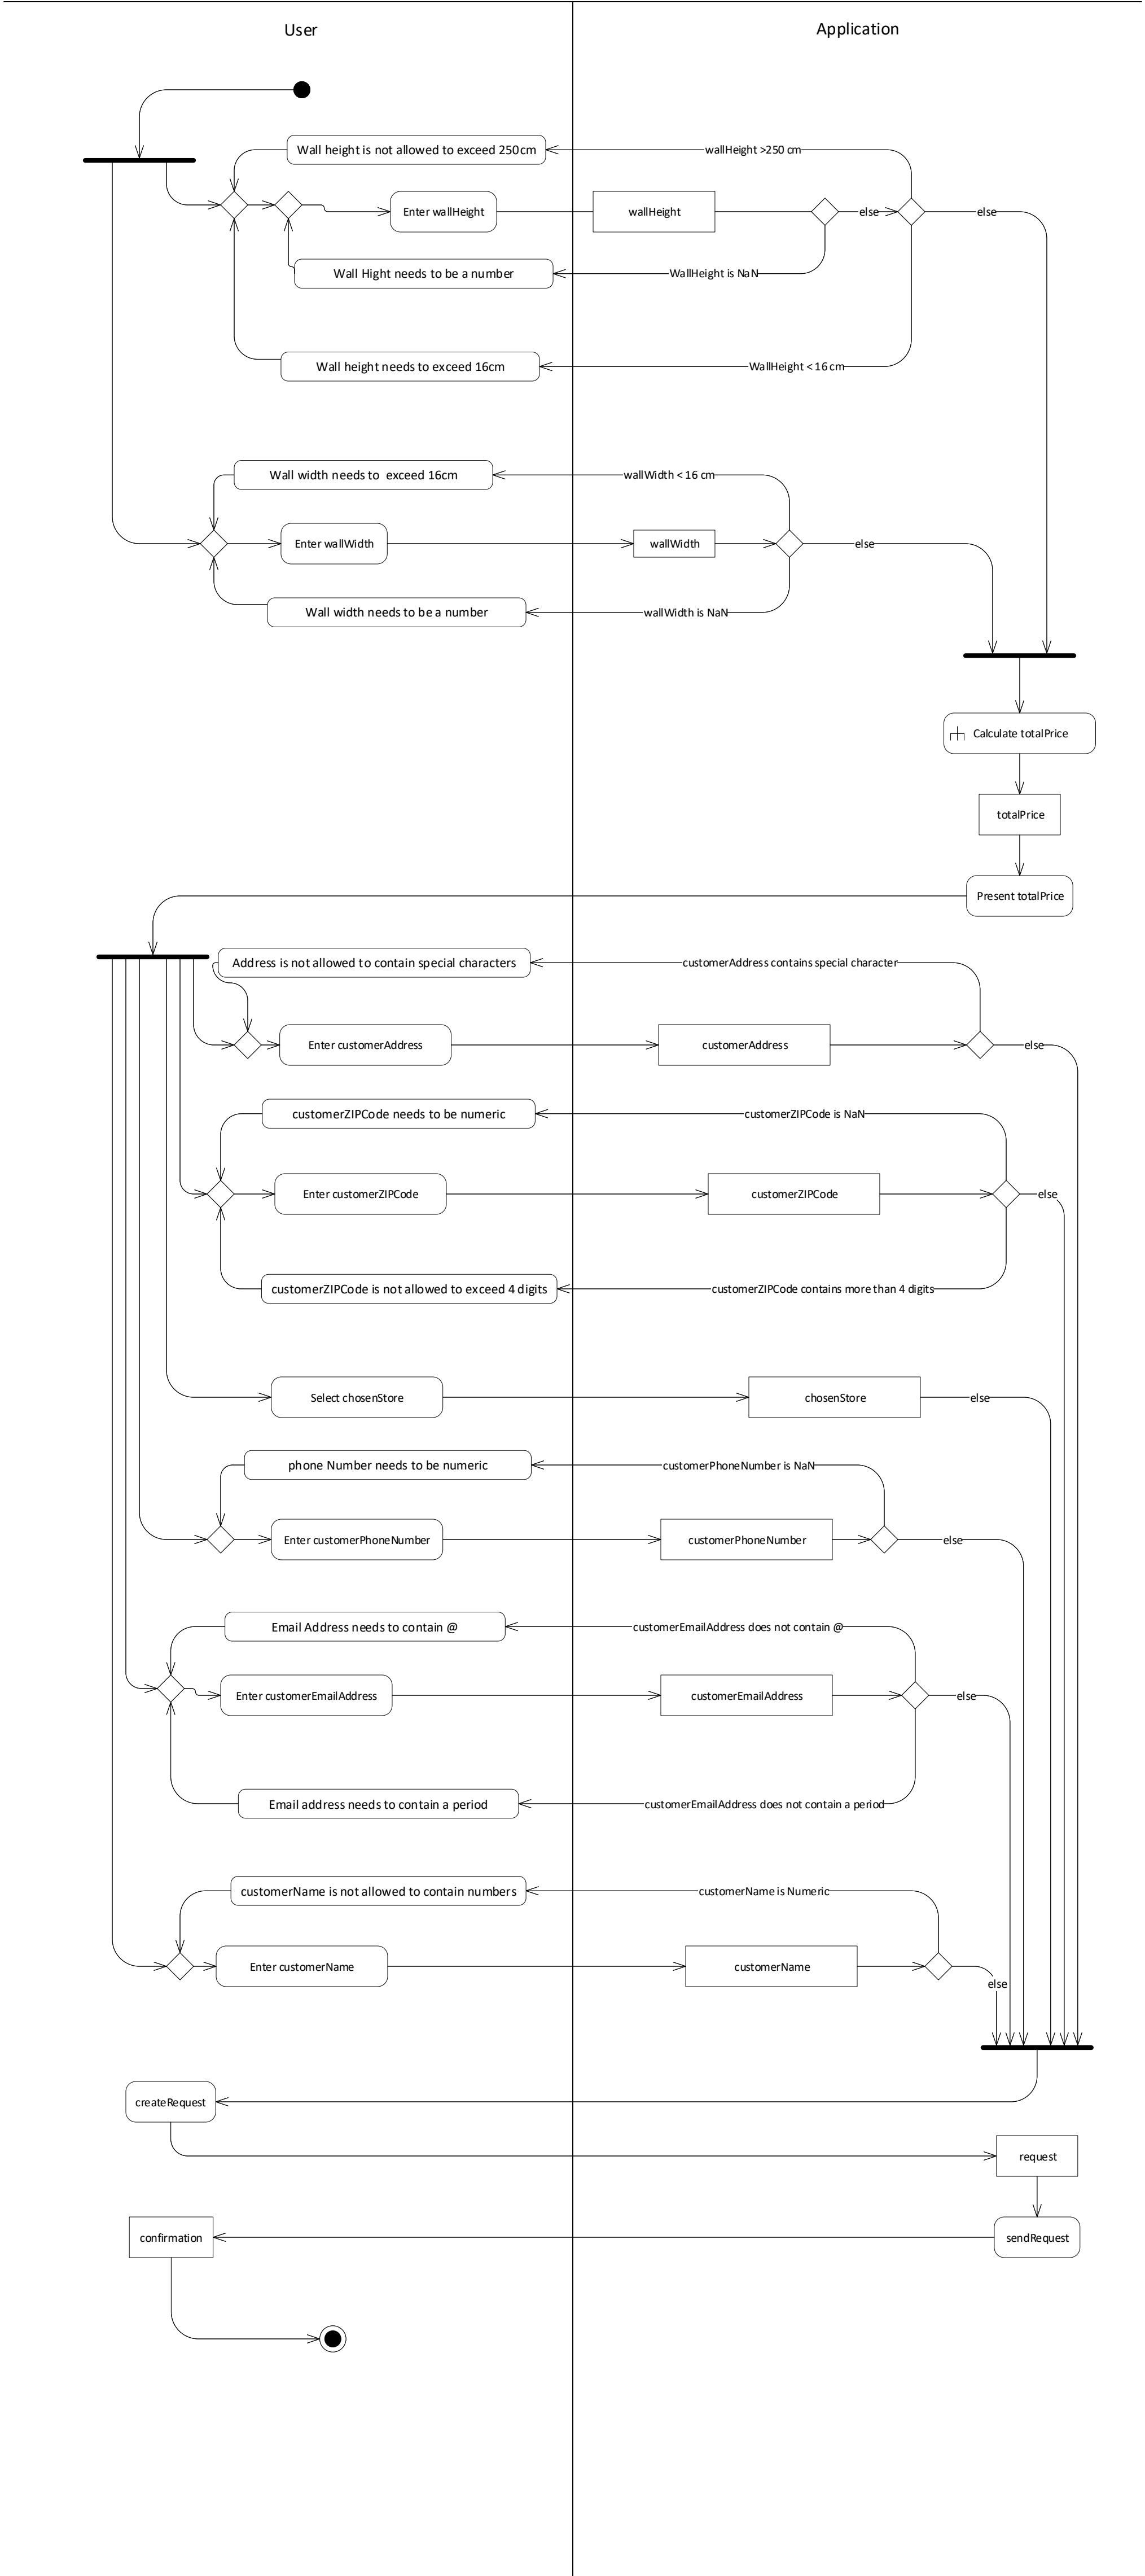 User
Application
Wall height is not allowed to exceed 250cm
wallHeight >250 cm
Enter wallHeight
wallHeight
else
else
Wall Hight needs to be a number
WallHeight is NaN
Wall height needs to exceed 16cm
WallHeight < 16 cm
Wall width needs to  exceed 16cm
wallWidth < 16 cm
Enter wallWidth
wallWidth
else
Wall width needs to be a number
wallWidth is NaN
Calculate totalPrice
totalPrice
Present totalPrice
Address is not allowed to contain special characters
customerAddress contains special character
Enter customerAddress
customerAddress
else
customerZIPCode needs to be numeric
customerZIPCode is NaN
Enter customerZIPCode
customerZIPCode
else
customerZIPCode is not allowed to exceed 4 digits
customerZIPCode contains more than 4 digits
Select chosenStore
chosenStore
else
phone Number needs to be numeric
customerPhoneNumber is NaN
Enter customerPhoneNumber
customerPhoneNumber
else
Email Address needs to contain @
customerEmailAddress does not contain @
Enter customerEmailAddress
customerEmailAddress
else
Email address needs to contain a period
customerEmailAddress does not contain a period
customerName is not allowed to contain numbers
customerName is Numeric
Enter customerName
customerName
else
createRequest
request
confirmation
sendRequest